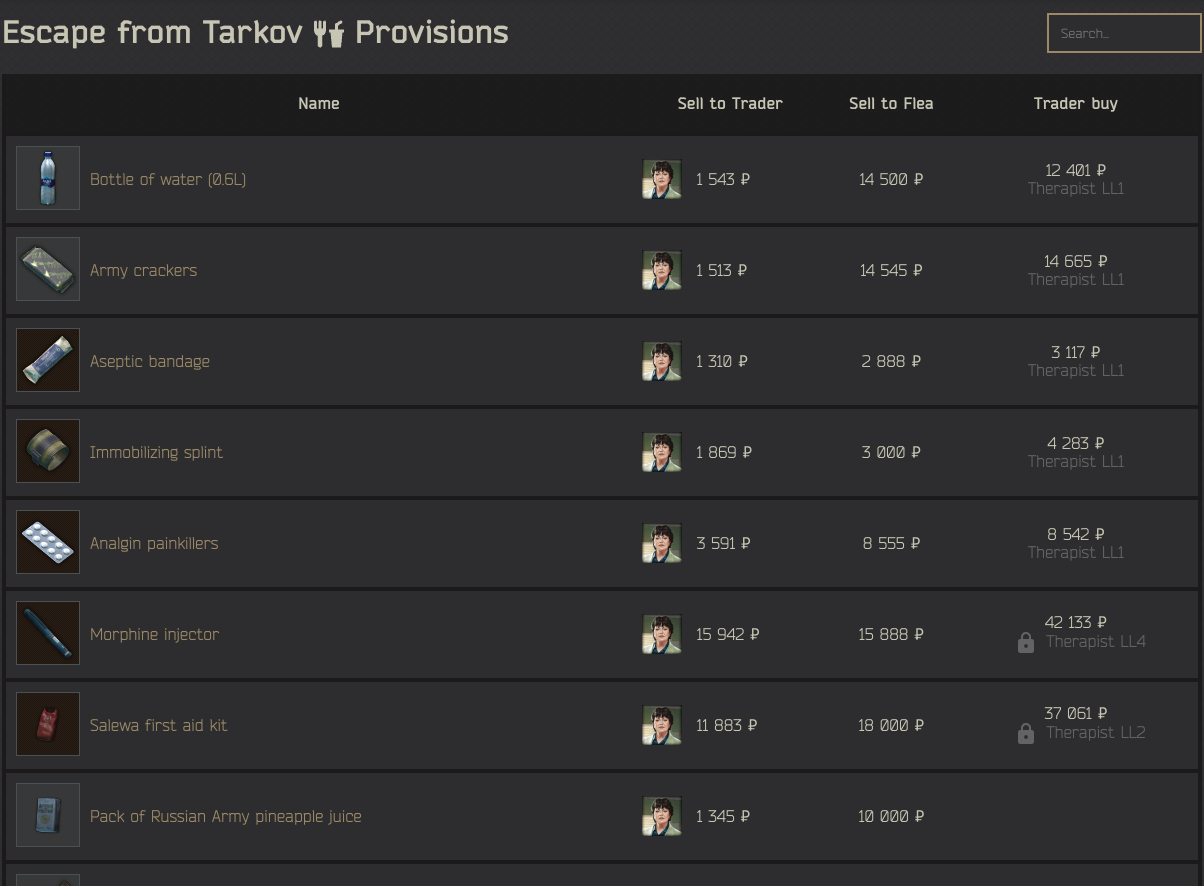 Escape from Tarkov Provisions
Search...
Name Sell to Trader Sell to Flea Trader buy
Bottle of water (0.6L) 1 543 ₽ 14 500 ₽ 12 401 ₽
Therapist LL1
Army crackers 1 513 ₽ 14 545 ₽ 14 665 ₽
Therapist LL1
Aseptic bandage 1 310 ₽ 2 888 ₽ 3 117 ₽
Therapist LL1
Immobilizing splint 1 869 ₽ 3 000 ₽ 4 283 ₽
Therapist LL1
Analgin painkillers 3 591 ₽ 8 555 ₽ 8 542 ₽
Therapist LL1
Morphine injector 15 942 ₽ 15 888 ₽ 42 133 ₽
Therapist LL4
Salewa first aid kit 11 883 ₽ 18 000 ₽ 37 061 ₽
Therapist LL2
Pack of Russian Army pineapple juice 1 345 ₽ 10 000 ₽